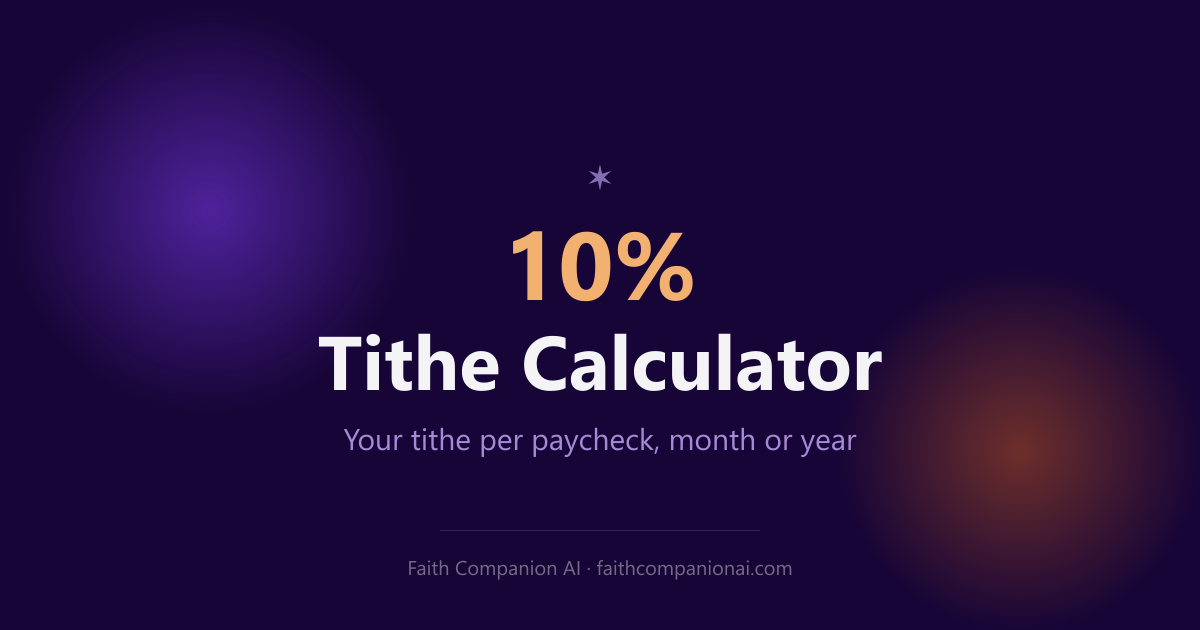 10%
Tithe Calculator
Your tithe per paycheck, month or year
Faith Companion AI · faithcompanionai.com